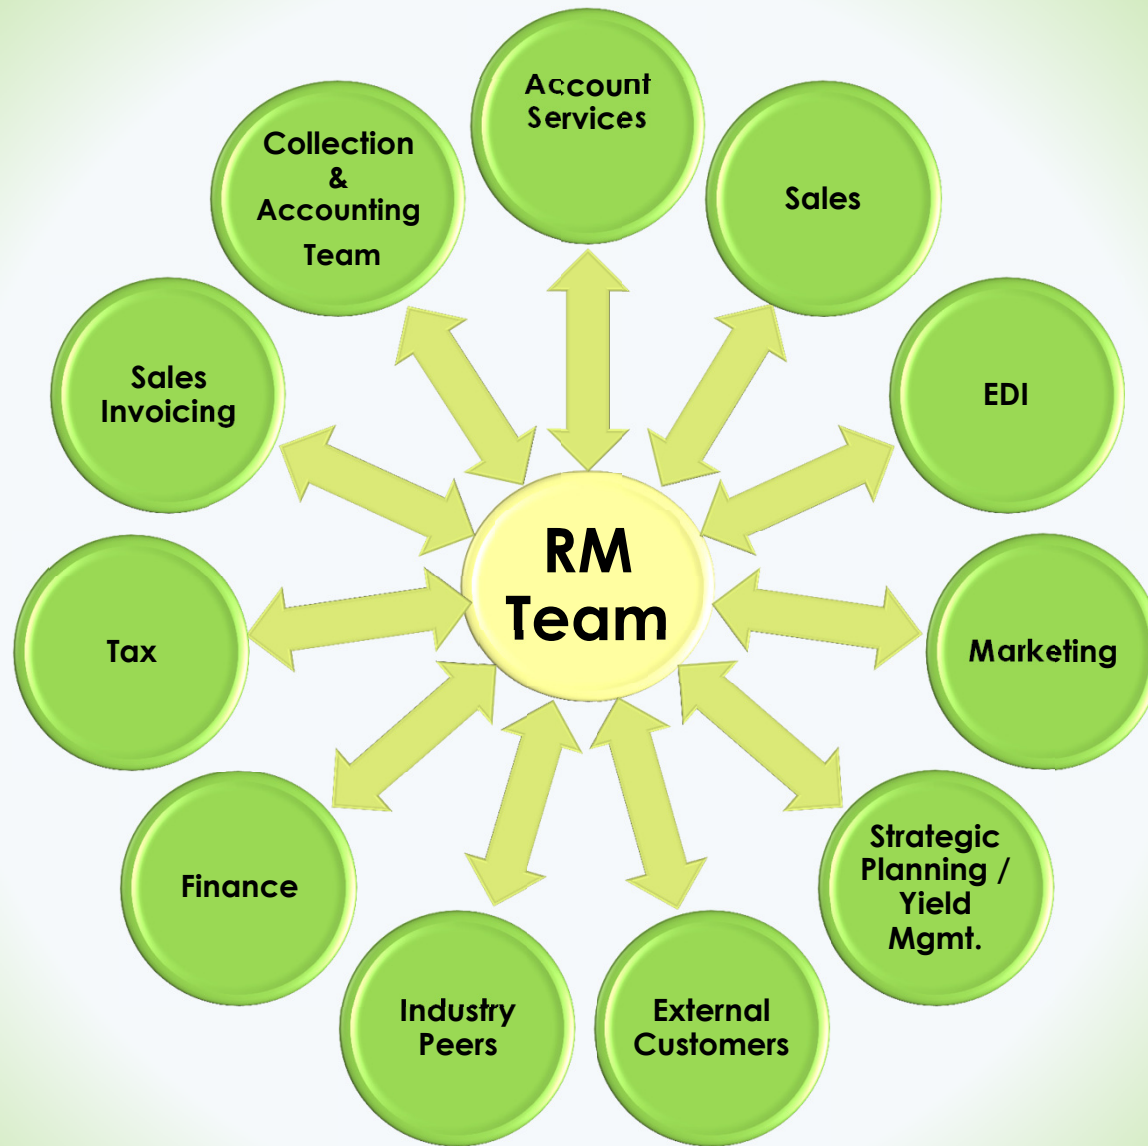 Account
Services
Sales
EDI
Marketing
Strategic
Planning /
Yield
Mgmt.
External
Customers
Industry
Peers
Finance
Tax
Sales
Invoicing
Collection
&
Accounting
Team
RM
Team